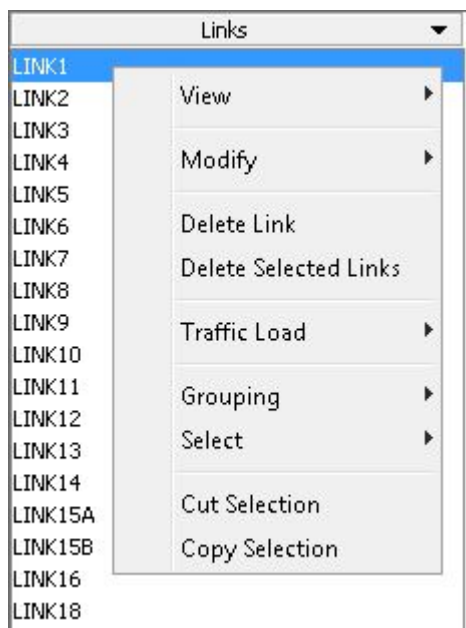 Links
LINK1
LINK2
LINK3
LINK4
LINK5
LINK6
LINK7
LINK8
LINK9
LINK10
LINK11
LINK12
LINK13
LINK14
LINK15A
LINK15B
LINK16
LINK18
View
Modify
Delete Link
Delete Selected Links
Traffic Load
Grouping
Select
Cut Selection
Copy Selection